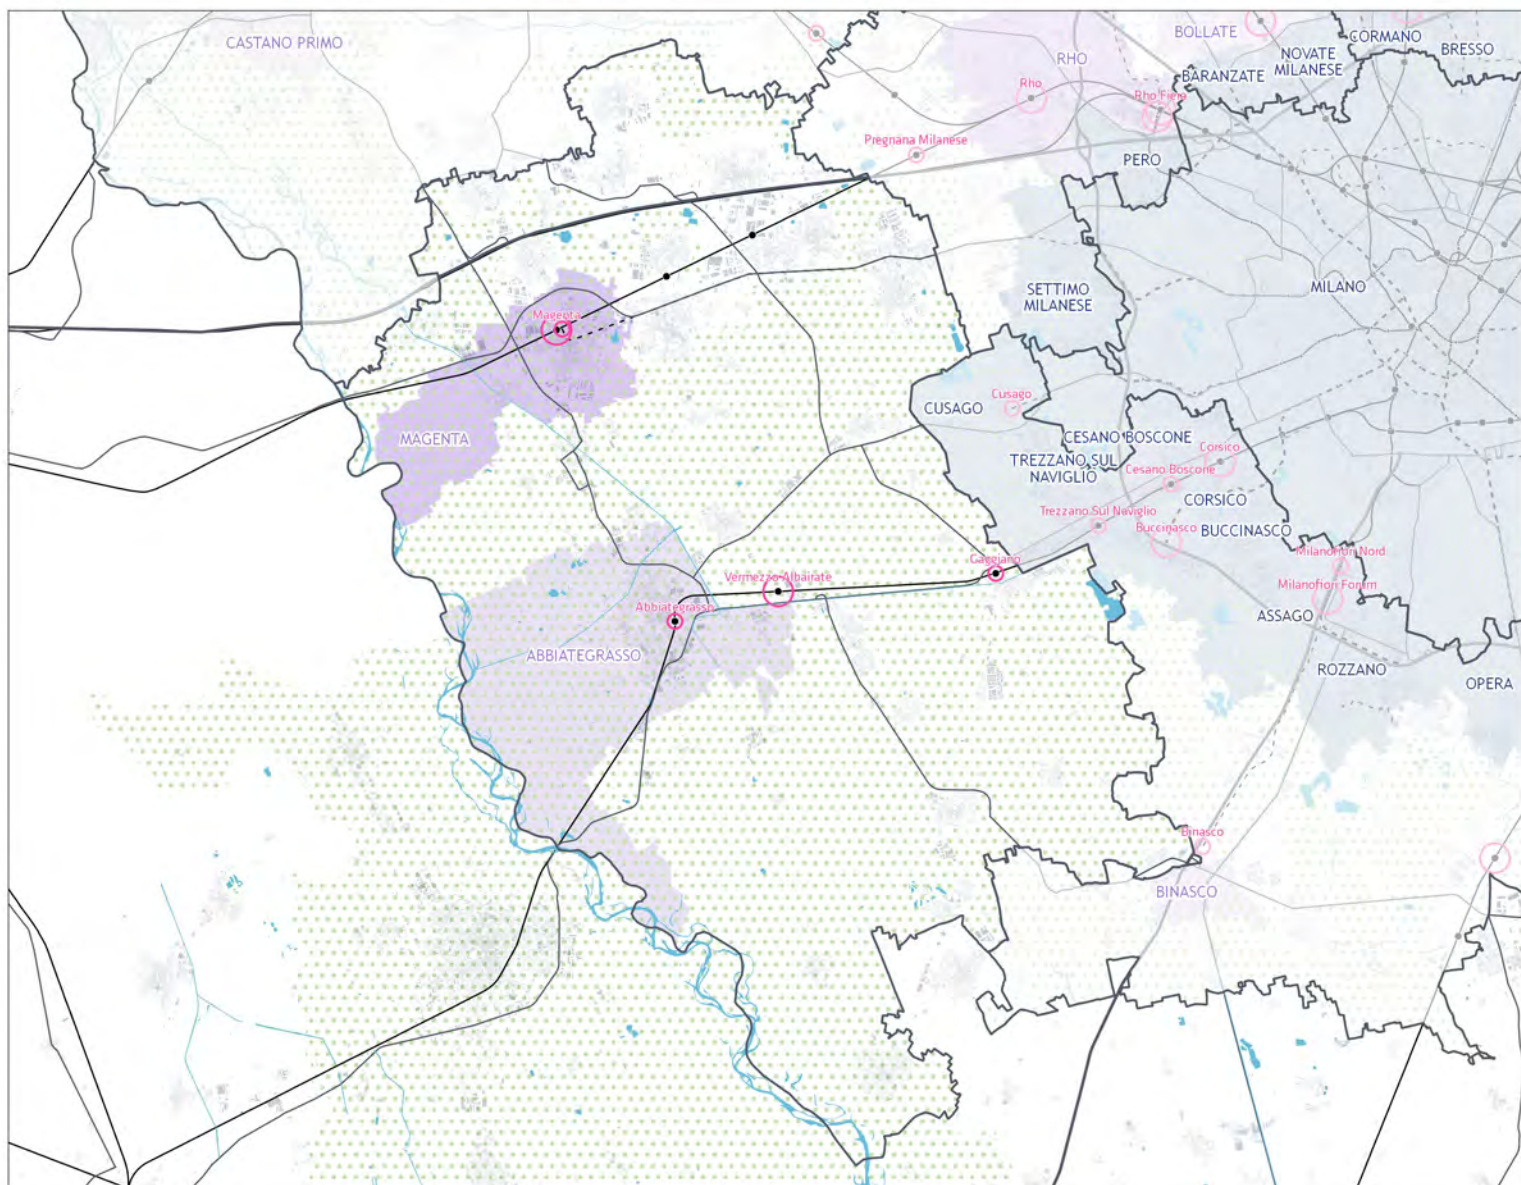 CASTANO PRIMO
BOLLATE
CORMANO
BRESSO
NOVATE
MILANESE
RHO
BARANZATE
Rho
Rho Fiera
Pregnana Milanese
PERO
SETTIMO
MILANESE
MILANO
Magenta
Cusago
CUSAGO
MAGENTA
CESANO BOSCONE
Corsico
TREZZANO SUL
NAVIGLIO
Cesano Boscone
CORSICO
Trezzano Sul Naviglio
Buccinasco
BUCCINASCO
Milanofiori Nord
Gaggiano
Vermezzo Albairate
Milanofiori Forum
Abbiategrasso
ASSAGO
ABBIATEGRASSO
ROZZANO
OPERA
Binasco
BINASCO